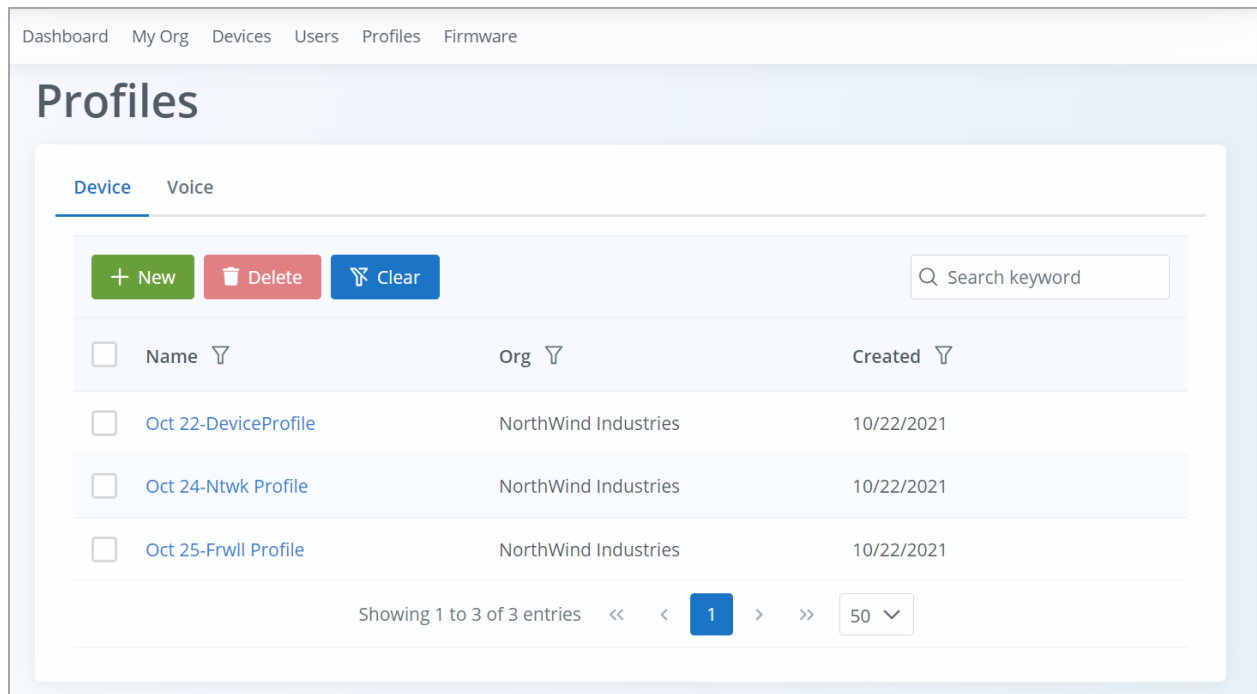 Dashboard My Org Devices Users Profiles Firmware
Profiles
Device Voice
New Delete Clear Search keyword
Name Org Created
Oct 22-DeviceProfile NorthWind Industries 10/22/2021
Oct 24-Ntwk Profile NorthWind Industries 10/22/2021
Oct 25-Frwll Profile NorthWind Industries 10/22/2021
Showing 1 to 3 of 3 entries << < 1 > >> 50